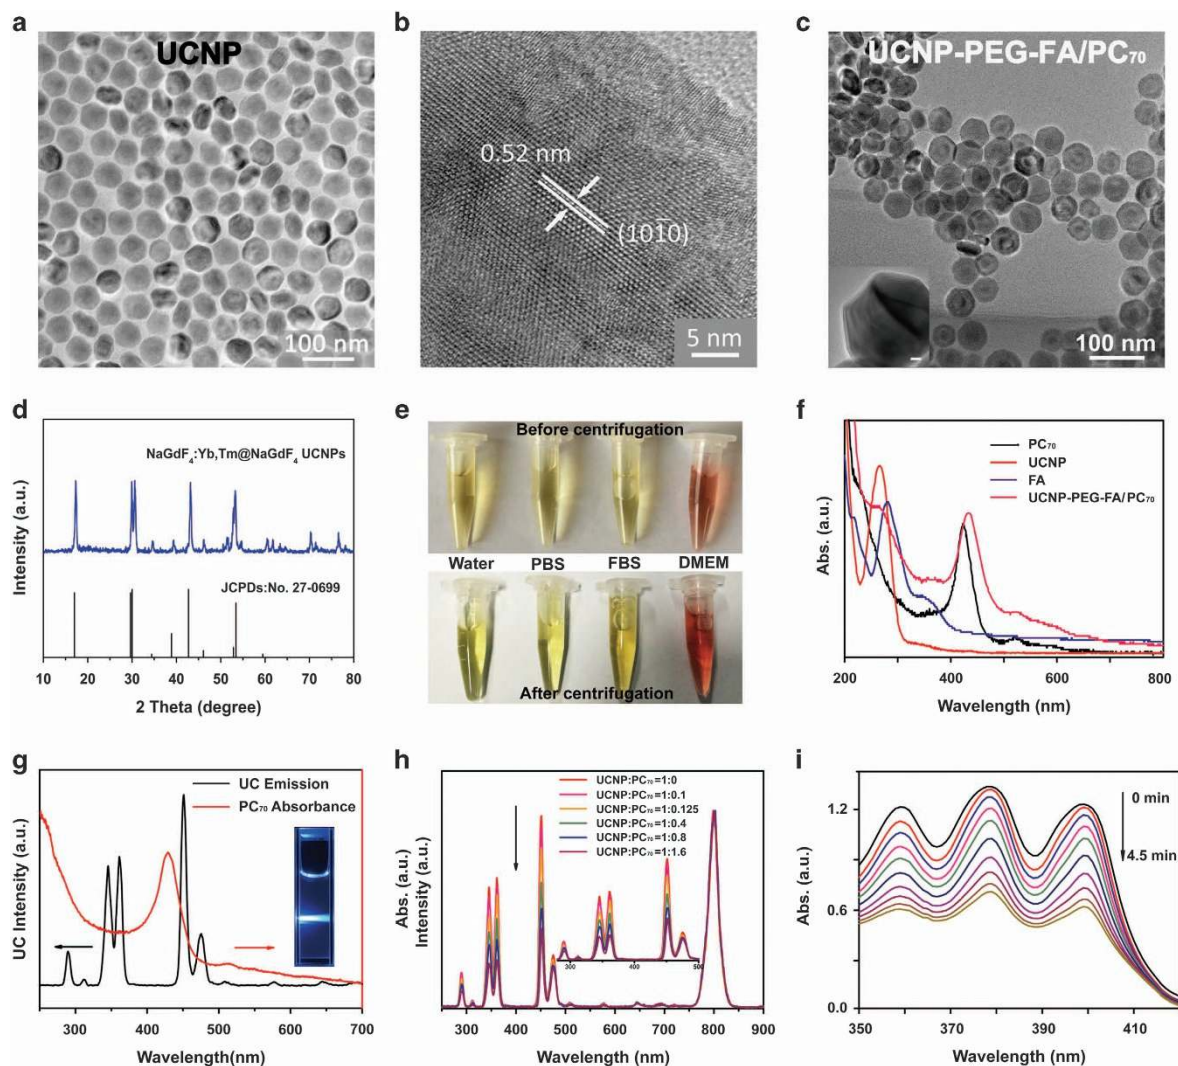 a
UCNP
100 nm
b
0.52 nm
(101̄0)
5 nm
c
UCNP-PEG-FA/PC₇₀
100 nm
d
Intensity (a.u.)
NaGdF₄:Yb,Tm@NaGdF₄ UCNPs
JCPDs:No. 27-0699
10 20 30 40 50 60 70 80
2 Theta (degree)
e
Before centrifugation
Water PBS FBS DMEM
After centrifugation
f
Abs. (a.u.)
PC₇₀
UCNP
FA
UCNP-PEG-FA/PC₇₀
200 400 600 800
Wavelength (nm)
g
UC Intensity (a.u.)
UC Emission
PC₇₀ Absorbance
300 400 500 600 700
Wavelength(nm)
h
Abs. (a.u.)
Intensity (a.u.)
UCNP:PC₇₀=1:0
UCNP:PC₇₀=1:0.1
UCNP:PC₇₀=1:0.125
UCNP:PC₇₀=1:0.4
UCNP:PC₇₀=1:0.8
UCNP:PC₇₀=1:1.6
300 400 500
300 400 500 600 700 800 900
Wavelength (nm)
i
Abs. (a.u.)
1.2
0.6
0.0
0 min
4.5 min
350 370 390 410
Wavelength (nm)